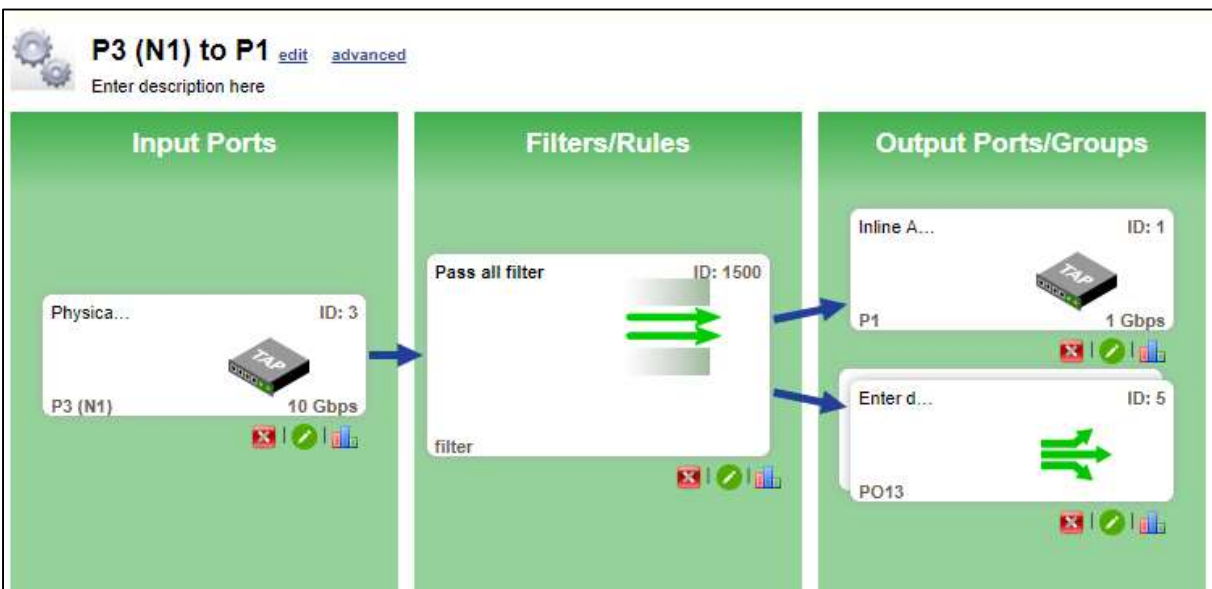 P3 (N1) to P1 edit advanced
Enter description here
Input Ports
Physica... ID: 3
TAP
P3 (N1) 10 Gbps
Filters/Rules
Pass all filter ID: 1500
filter
Output Ports/Groups
Inline A... ID: 1
TAP
P1 1 Gbps
Enter d... ID: 5
PO13